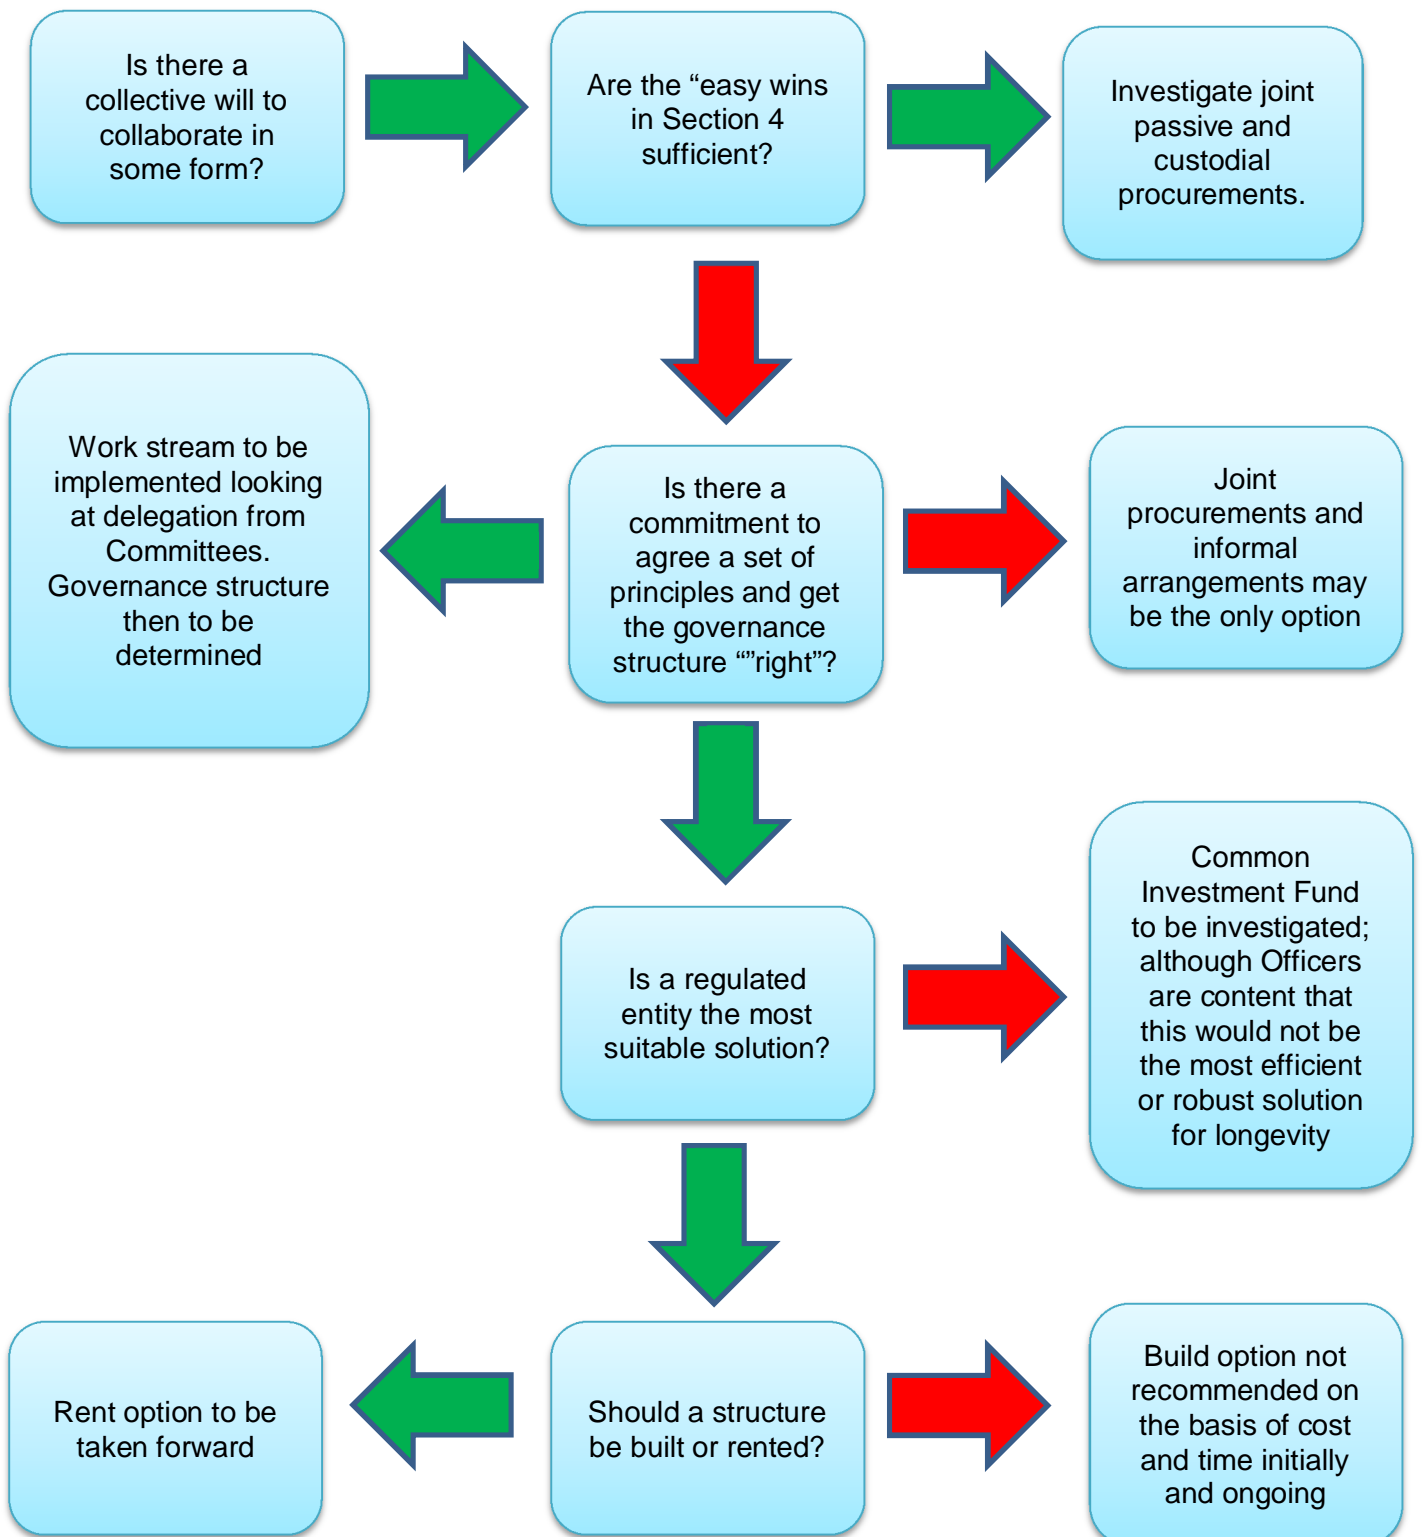 Is there a
collective will to
collaborate in
some form?
Are the “easy wins
in Section 4
sufficient?
Investigate joint
passive and
custodial
procurements.
Work stream to be
implemented looking
at delegation from
Committees.
Governance structure
then to be
determined
Is there a
commitment to
agree a set of
principles and get
the governance
structure “”right”?
Joint
procurements and
informal
arrangements may
be the only option
Is a regulated
entity the most
suitable solution?
Common
Investment Fund
to be investigated;
although Officers
are content that
this would not be
the most efficient
or robust solution
for longevity
Rent option to be
taken forward
Should a structure
be built or rented?
Build option not
recommended on
the basis of cost
and time initially
and ongoing